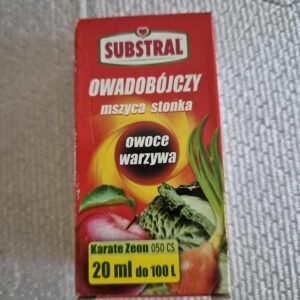 SUBSTRAL
OWADOBÓJCZY
mszyca stonka
owoce
warzywa
Karate Zeon 050 CS
20 ml do 100 L